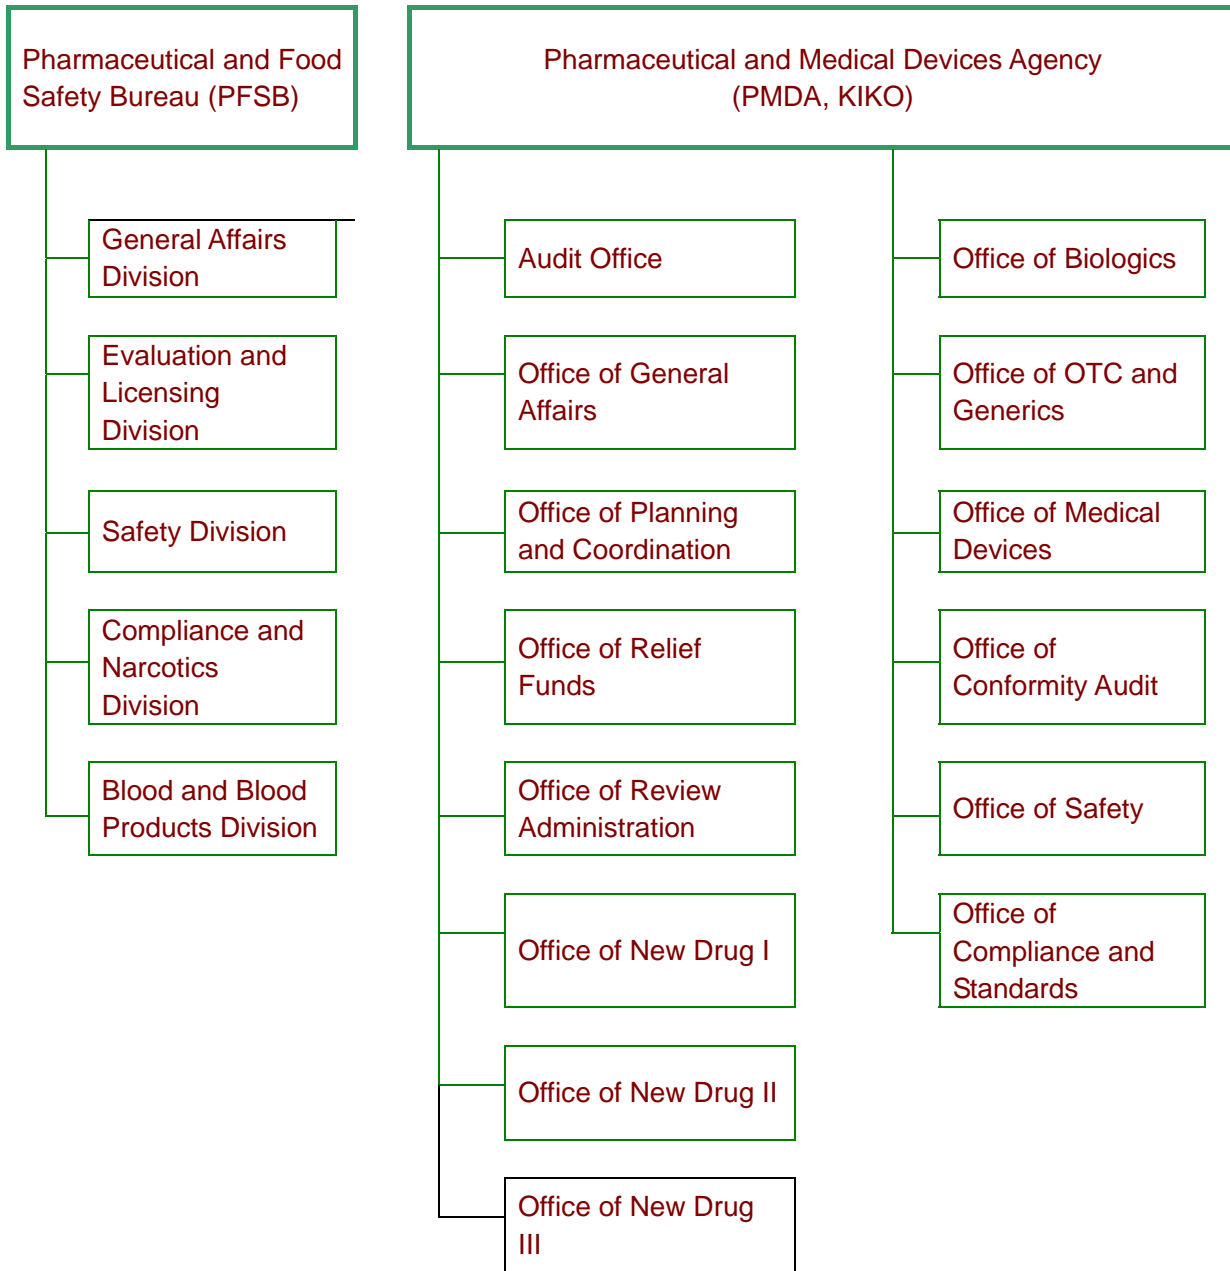 Pharmaceutical and Food
Safety Bureau (PFSB)
Pharmaceutical and Medical Devices Agency
(PMDA, KIKO)
General Affairs
Division
Evaluation and
Licensing
Division
Safety Division
Compliance and
Narcotics
Division
Blood and Blood
Products Division
Audit Office
Office of General
Affairs
Office of Planning
and Coordination
Office of Relief
Funds
Office of Review
Administration
Office of New Drug I
Office of New Drug II
Office of New Drug
III
Office of Biologics
Office of OTC and
Generics
Office of Medical
Devices
Office of
Conformity Audit
Office of Safety
Office of
Compliance and
Standards